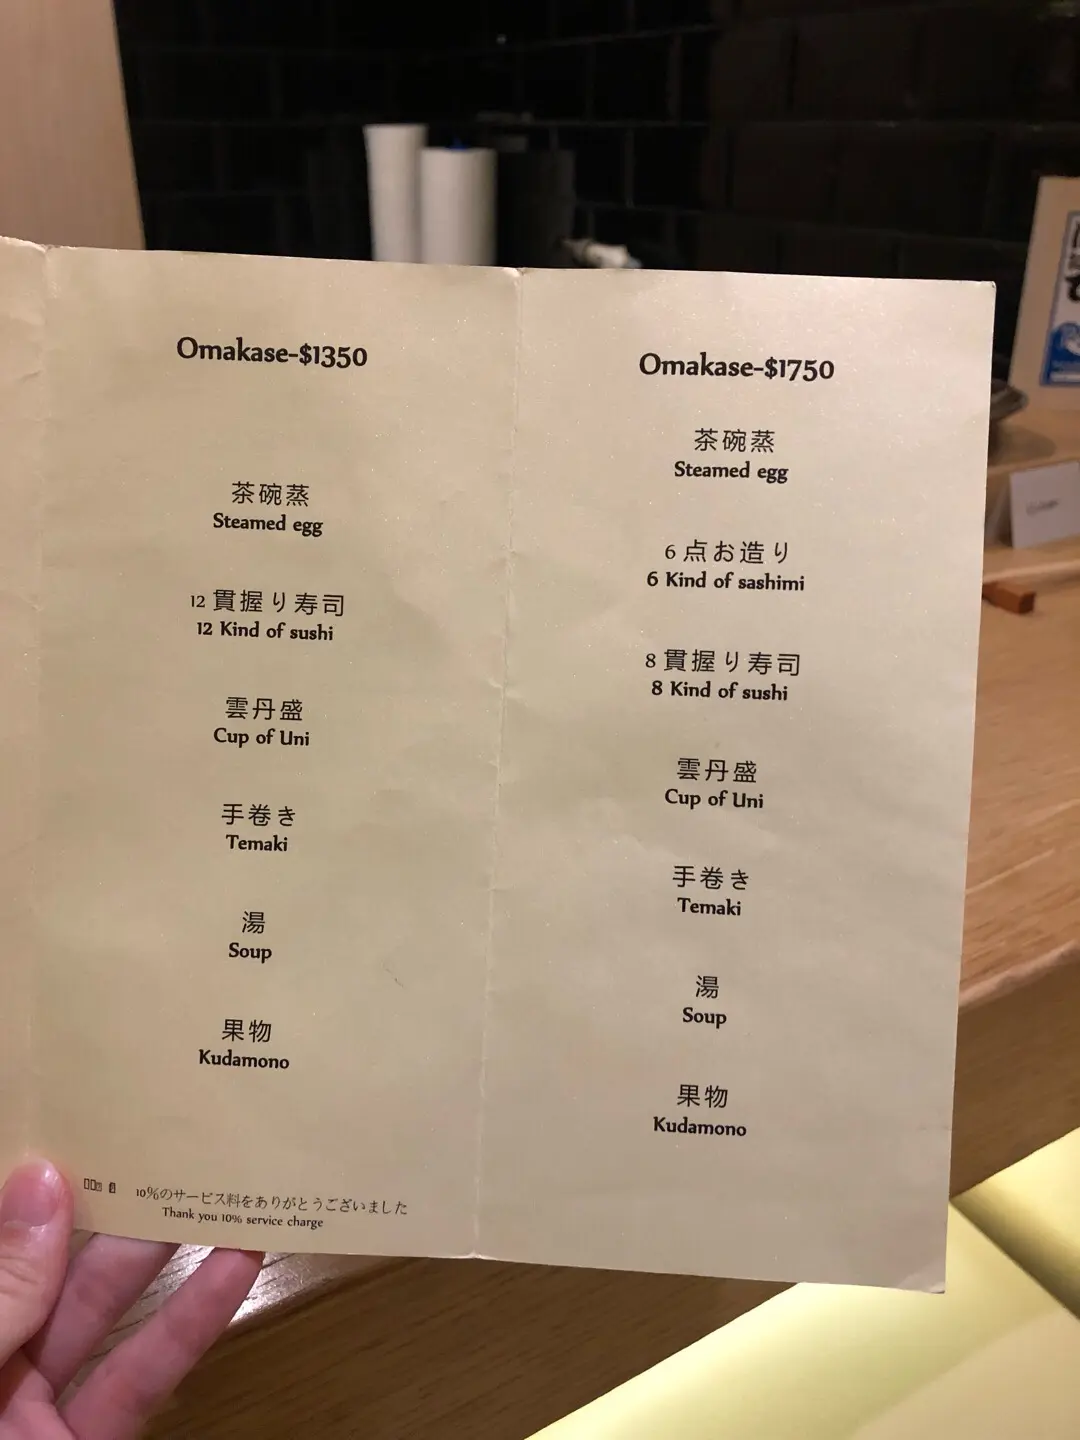 Omakase-$1350
茶碗蒸
Steamed egg
12 貫握り寿司
12 Kind of sushi
雲丹盛
Cup of Uni
手巻き
Temaki
湯
Soup
果物
Kudamono
10%のサービス料をありがとうございました
Thank you 10% service charge
Omakase-$1750
茶碗蒸
Steamed egg
6 点お造り
6 Kind of sashimi
8 貫握り寿司
8 Kind of sushi
雲丹盛
Cup of Uni
手巻き
Temaki
湯
Soup
果物
Kudamono